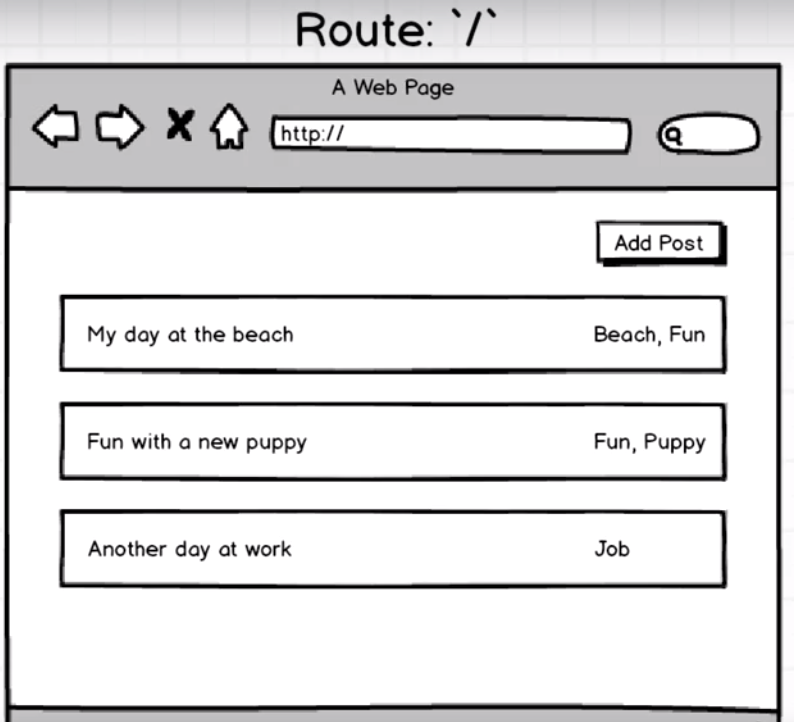 Route: `/`
A Web Page
http://
Add Post
My day at the beach Beach, Fun
Fun with a new puppy Fun, Puppy
Another day at work Job